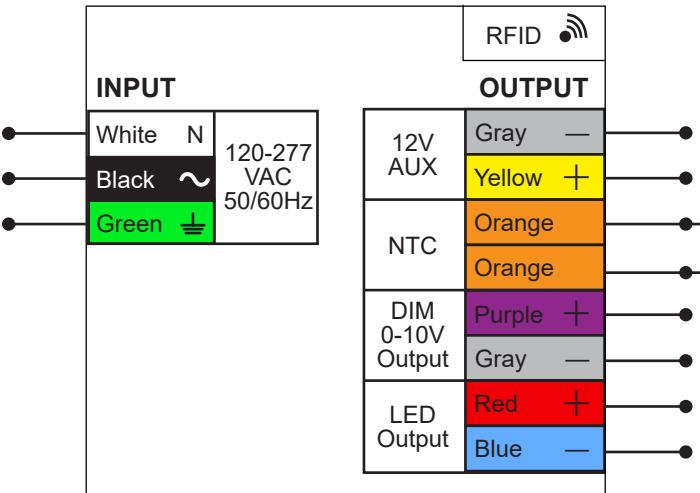 RFID
INPUT
OUTPUT
White N
Black ~
Green
120-277
VAC
50/60Hz
12V
AUX
Gray —
Yellow +
NTC
Orange
Orange
DIM
0-10V
Output
Purple +
Gray —
LED
Output
Red +
Blue —